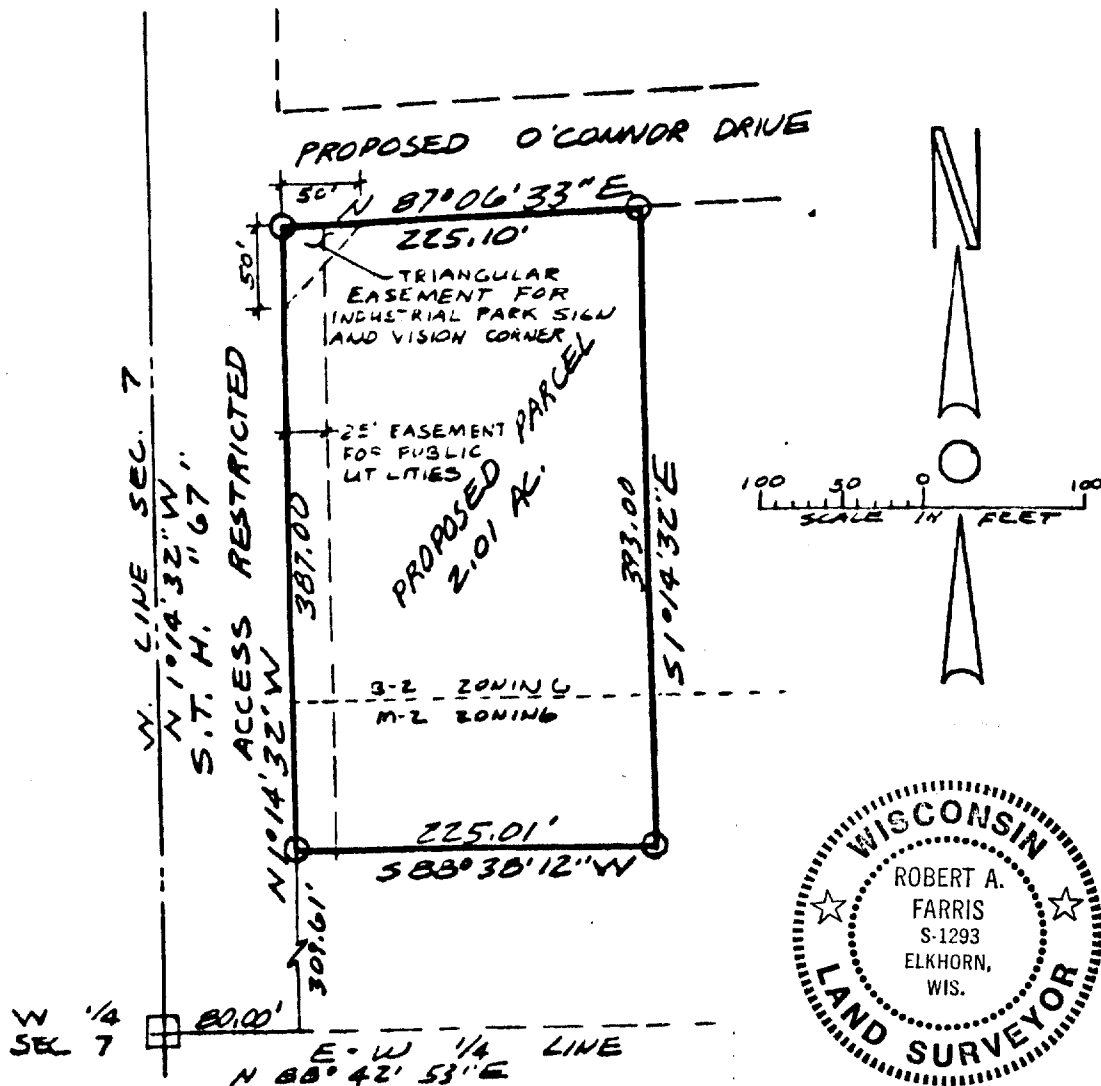 PROPOSED O'CONNOR DRIVE
50'
N 87°06'33"E
225.10'
50'
TRIANGULAR
EASEMENT FOR
INDUSTRIAL PARK SIGN
AND VISION CORNER
N
100 50 0 100
SCALE IN FEET
W. LINE SEC. 7
N 1°14'32"W
S.T.H. "67"
ACCESS RESTRICTED
N 1°14'32"W
387.00
25' EASEMENT
FOR PUBLIC
UTILITIES
PROPOSED PARCEL
2.01 AC.
393.00
S1°14'32"E
B-2 ZONING
M-2 ZONING
225.01'
S88°38'12"W
309.61'
W 1/4
SEC 7
80.00'
E-W 1/4 LINE
N 88° 42' 53"E
WISCONSIN
ROBERT A.
FARRIS
S-1293
ELKHORN,
WIS.
LAND SURVEYOR